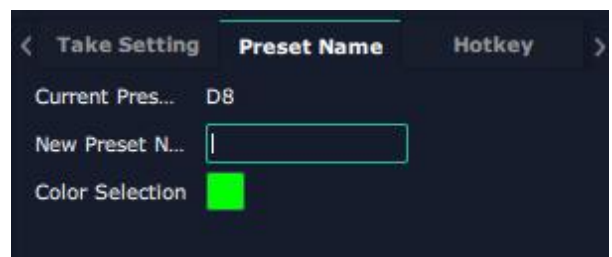 < Take Setting Preset Name Hotkey >
Current Pres... D8
New Preset N...
Color Selection